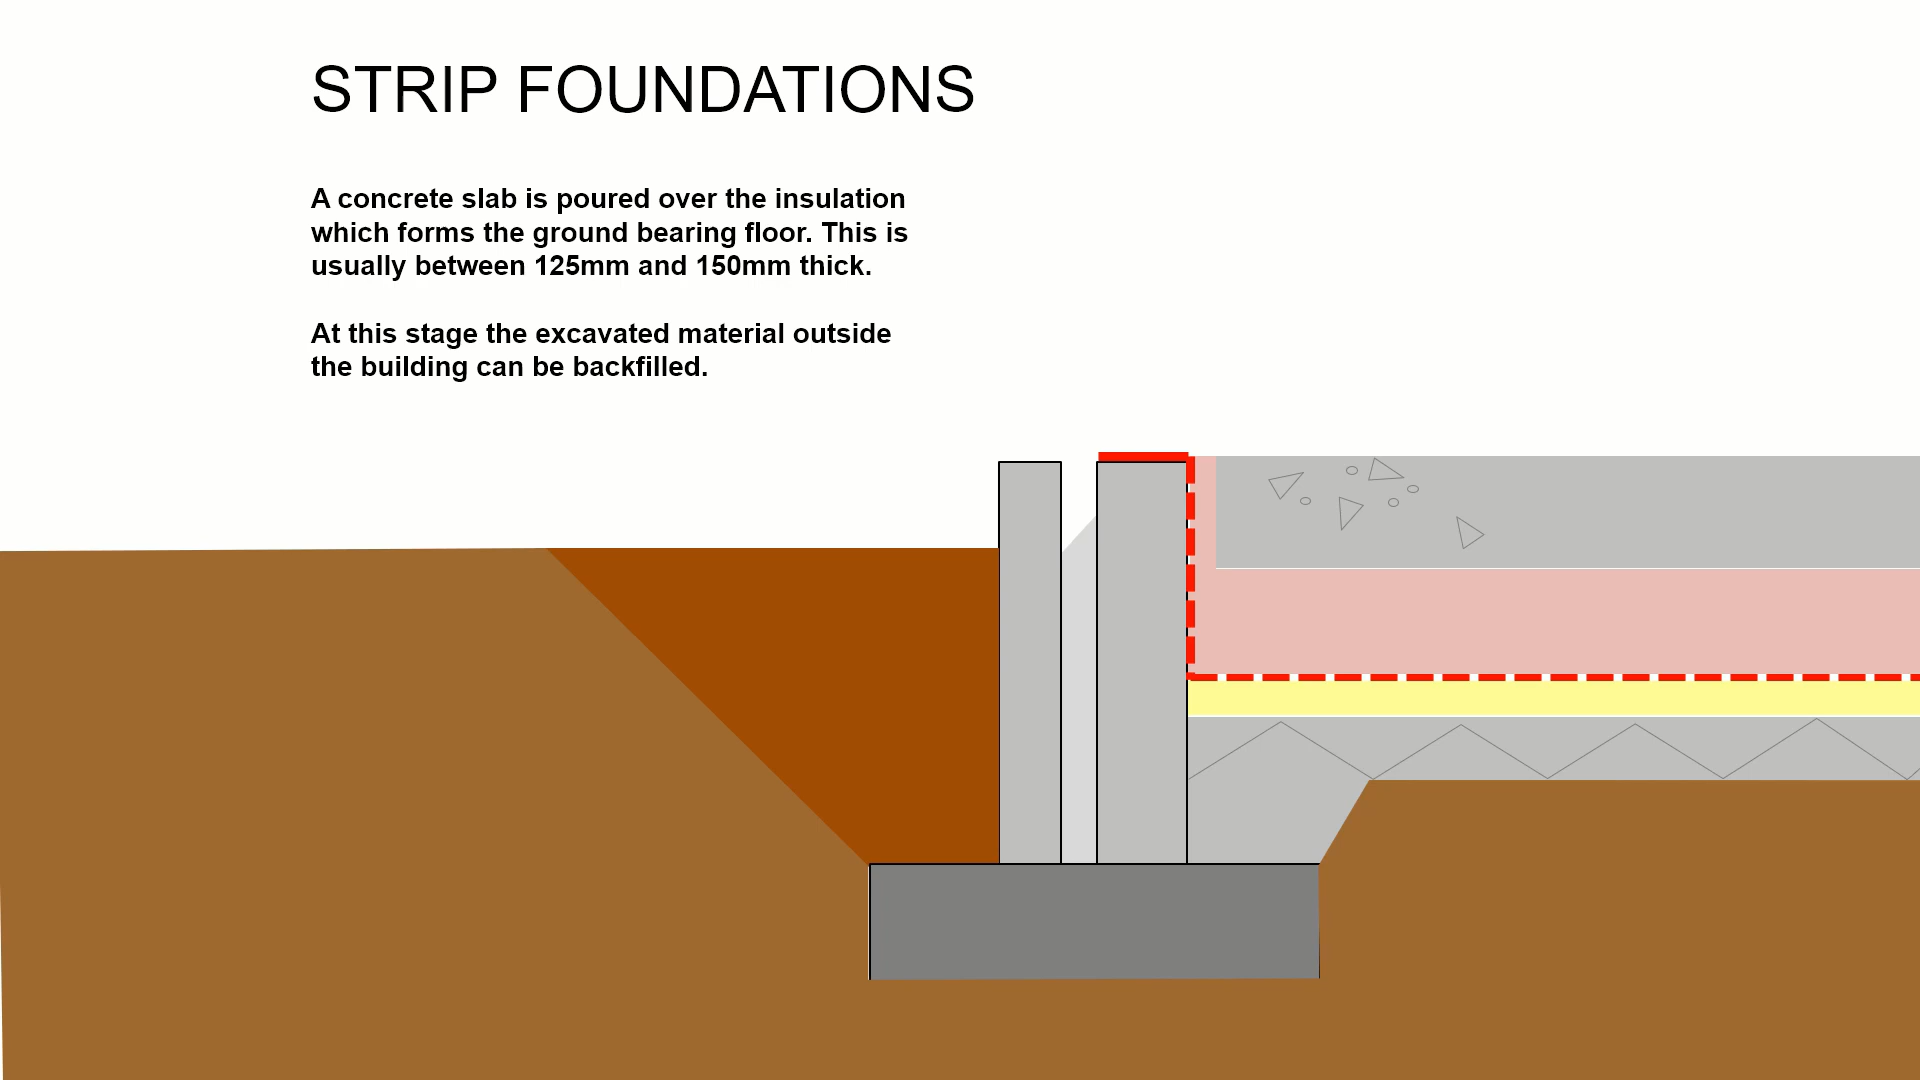 STRIP FOUNDATIONS
A concrete slab is poured over the insulation
which forms the ground bearing floor. This is
usually between 125mm and 150mm thick.
At this stage the excavated material outside
the building can be backfilled.